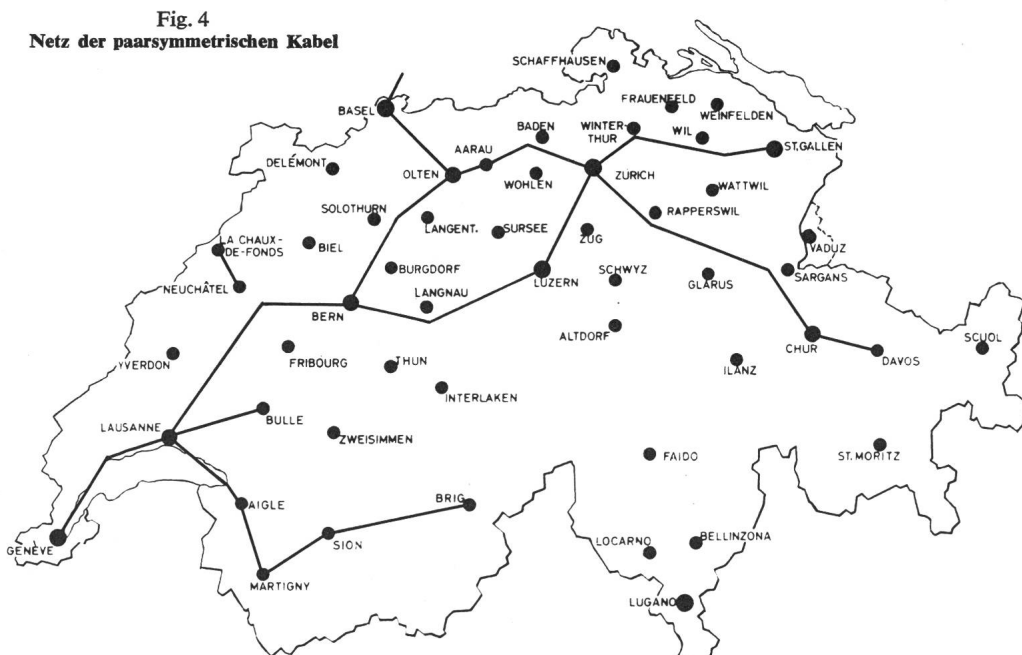 Fig. 4
Netz der paarsymmetrischen Kabel
SCHAFFHAUSEN
BASEL
FRAUENFELD
WEINFELDEN
BADEN
WINTER-
THUR
WIL
AARAU
ST.GALLEN
DELÉMONT
OLTEN
WOHLEN
ZÜRICH
WATTWIL
SOLOTHURN
LANGENT.
SURSEE
RAPPERSWIL
ZUG
LA CHAUX-
DE-FONDS
BIEL
VADUZ
BURGDORF
LUZERN
SCHWYZ
GLARUS
SARGANS
NEUCHÂTEL
LANGNAU
BERN
ALTDORF
CHUR
SCUOL
YVERDON
FRIBOURG
THUN
ILANZ
DAVOS
INTERLAKEN
BULLE
LAUSANNE
ZWEISIMMEN
FAIDO
ST.MORITZ
AIGLE
BRIG
SION
GENÈVE
LOCARNO
BELLINZONA
MARTIGNY
LUGANO